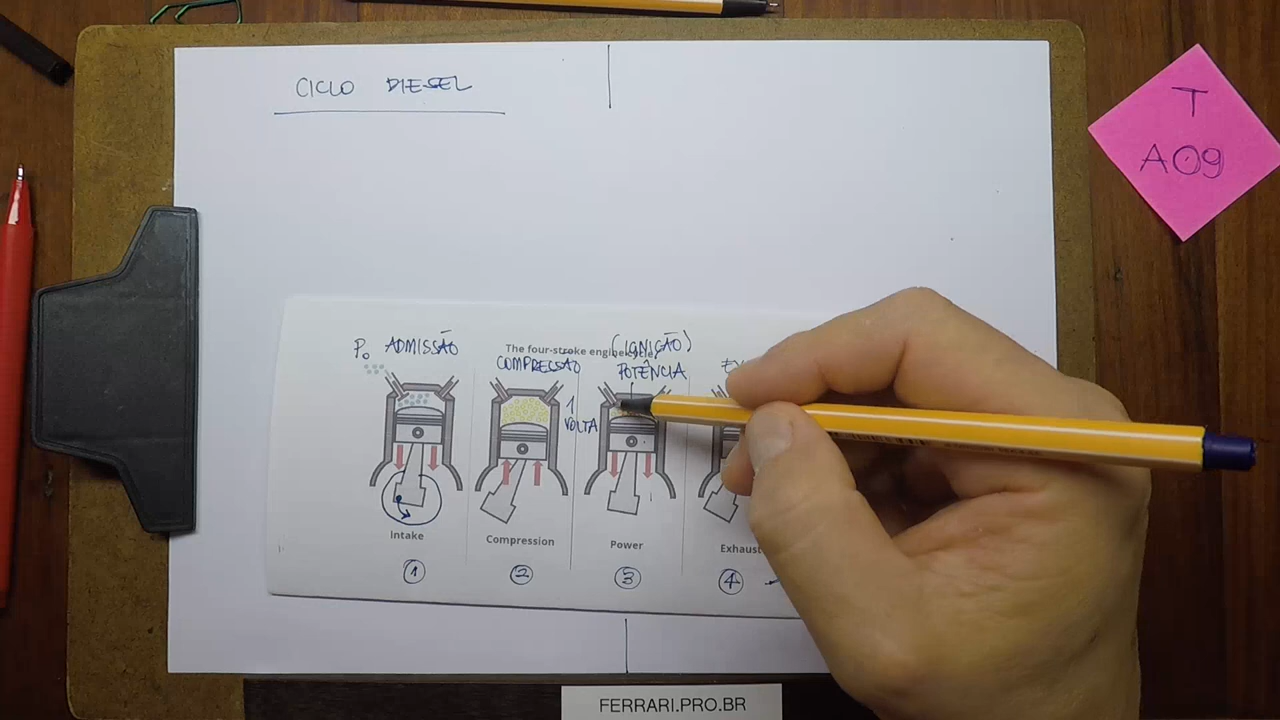 CICLO DIESEL
T
A09
P₀ ADMISSÃO
The four-stroke engine cycle
COMPRESSÃO
(IGNIÇÃO)
POTÊNCIA
1
VOLTA
Intake
Compression
Power
Exhaust
1
2
3
4
FERRARI.PRO.BR